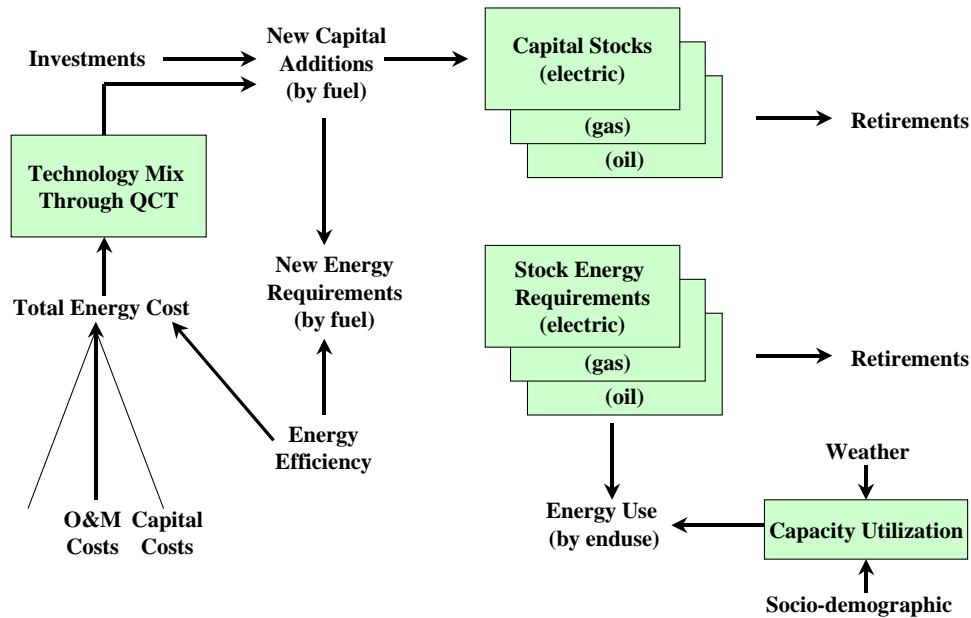 Investments
New Capital
Additions
(by fuel)
Capital Stocks
(electric)
(gas)
(oil)
Retirements
Technology Mix
Through QCT
New Energy
Requirements
(by fuel)
Stock Energy
Requirements
(electric)
(gas)
(oil)
Retirements
Total Energy Cost
Energy
Efficiency
O&M
Costs
Capital
Costs
Energy Use
(by enduse)
Weather
Capacity Utilization
Socio-demographic